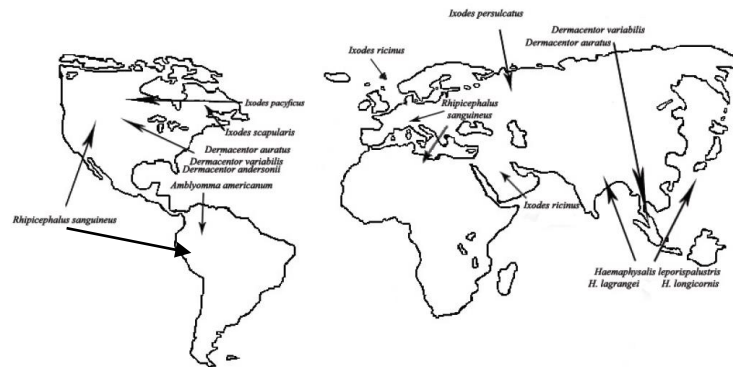 Ixodes persulcatus
Dermacentor variabilis
Dermacentor auratus
Ixodes ricinus
Ixodes pacyficus
Rhipicephalus
sanguineus
Ixodes scapularis
Dermacentor auratus
Dermacentor variabilis
Dermacentor andersonii
Amblyomma americanum
Ixodes ricinus
Rhipicephalus sanguineus
Haemaphysalis leporispalustris
H. lagrangei H. longicornis